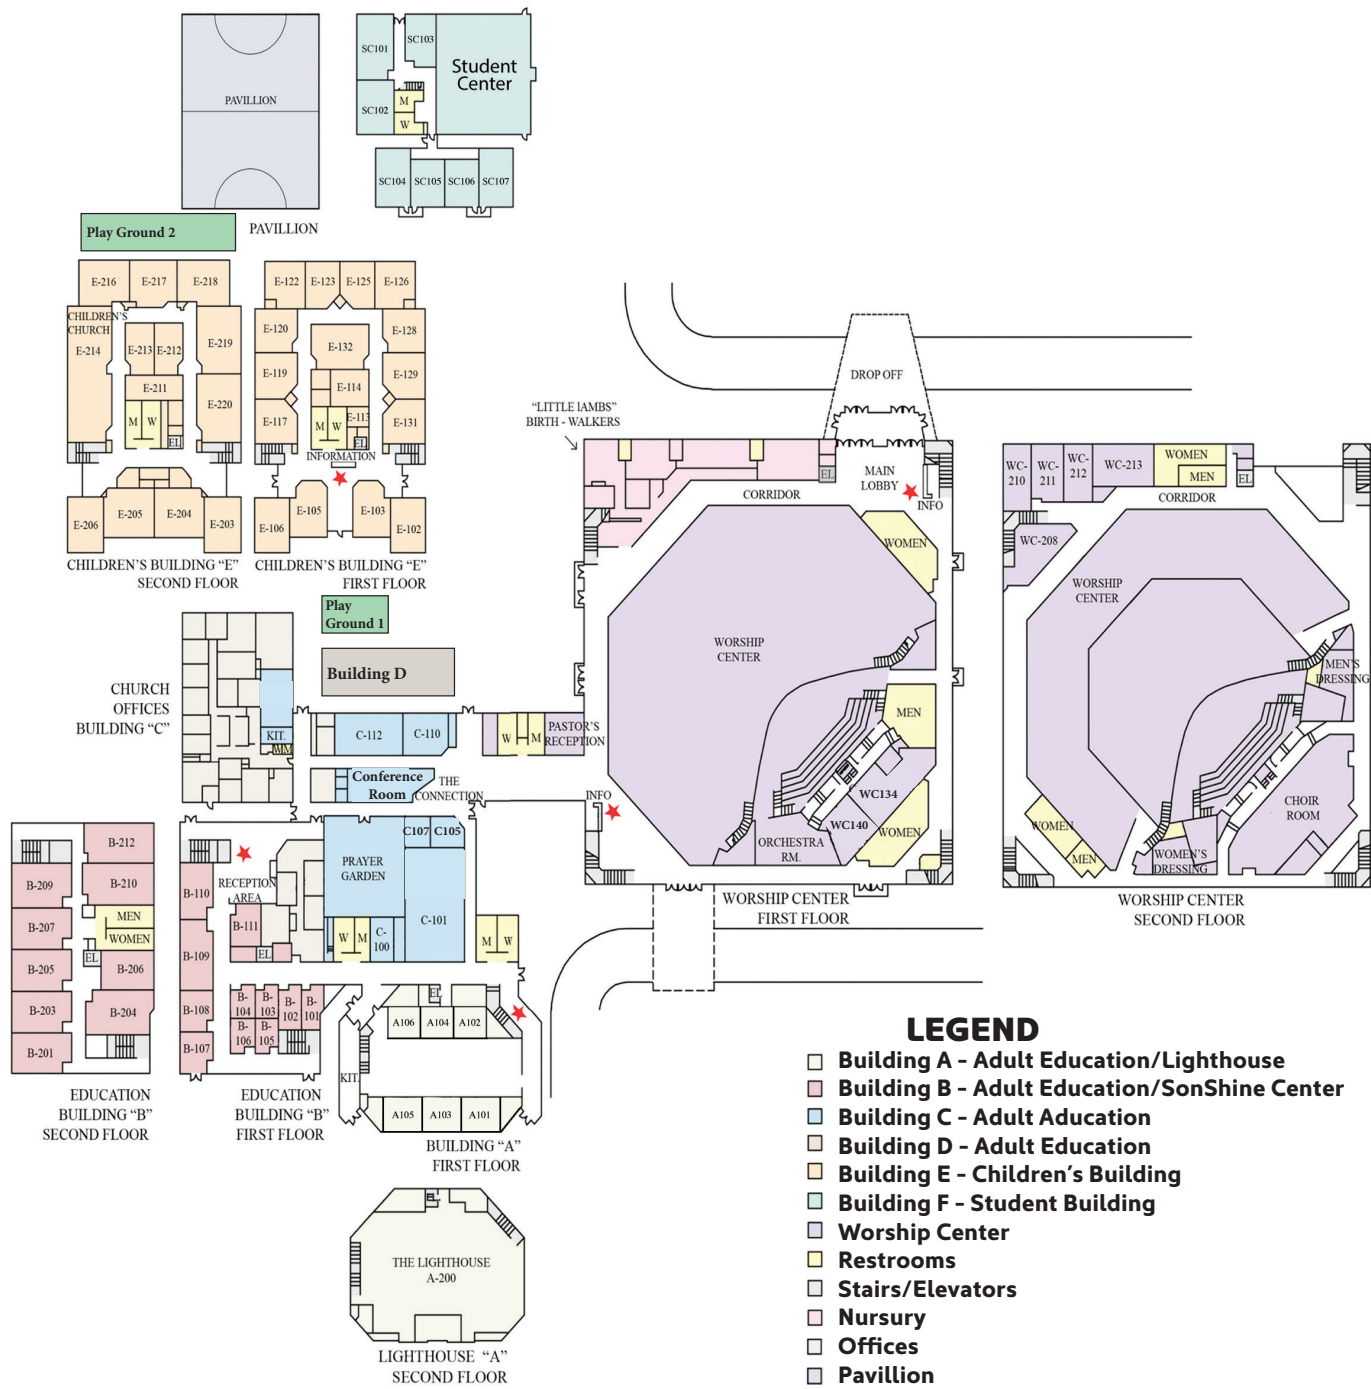 SC101
SC103
Student
Center
SC102
M
W
PAVILLION
SC104
SC105
SC106
SC107
Play Ground 2
PAVILLION
E-216
E-217
E-218
CHILDREN'S
CHURCH
E-214
E-213
E-212
E-219
E-211
E-220
M
W
EL
E-206
E-205
E-204
E-203
CHILDREN'S BUILDING "E"
SECOND FLOOR
E-122
E-123
E-125
E-126
E-120
E-128
E-132
E-119
E-114
E-129
E-117
E-113
E-131
M
W
EL
INFORMATION
E-106
E-105
E-103
E-102
CHILDREN'S BUILDING "E"
FIRST FLOOR
Play
Ground 1
Building D
CHURCH
OFFICES
BUILDING "C"
KIT.
WM
C-112
C-110
W
M
PASTOR'S
RECEPTION
Conference
Room
THE
CONNECTION
DROP OFF
"LITTLE lAMBS"
BIRTH - WALKERS
EL
MAIN
LOBBY
INFO
CORRIDOR
WOMEN
WORSHIP
CENTER
MEN
WC134
WC140
WOMEN
ORCHESTRA
RM.
INFO
WORSHIP CENTER
FIRST FLOOR
WC-
210
WC-
211
WC-
212
WC-213
WOMEN
MEN
EL
CORRIDOR
WC-208
WORSHIP
CENTER
MEN'S
DRESSING
CHOIR
ROOM
WOMEN
MEN
WOMEN'S
DRESSING
WORSHIP CENTER
SECOND FLOOR
B-212
B-209
B-210
B-207
MEN
WOMEN
B-205
EL
B-206
B-203
B-204
B-201
EDUCATION
BUILDING "B"
SECOND FLOOR
B-110
RECEPTION
AREA
B-111
EL
B-109
B-108
B-107
B-
104
B-
103
B-
102
B-
101
B-
106
B-
105
EDUCATION
BUILDING "B"
FIRST FLOOR
PRAYER
GARDEN
C107
C105
C-101
W
M
C-
100
M
W
EL
A106
A104
A102
KIT.
A105
A103
A101
BUILDING "A"
FIRST FLOOR
THE LIGHTHOUSE
A-200
LIGHTHOUSE "A"
SECOND FLOOR
LEGEND
Building A - Adult Education/Lighthouse
Building B - Adult Education/SonShine Center
Building C - Adult Aducation
Building D - Adult Education
Building E - Children's Building
Building F - Student Building
Worship Center
Restrooms
Stairs/Elevators
Nursury
Offices
Pavillion